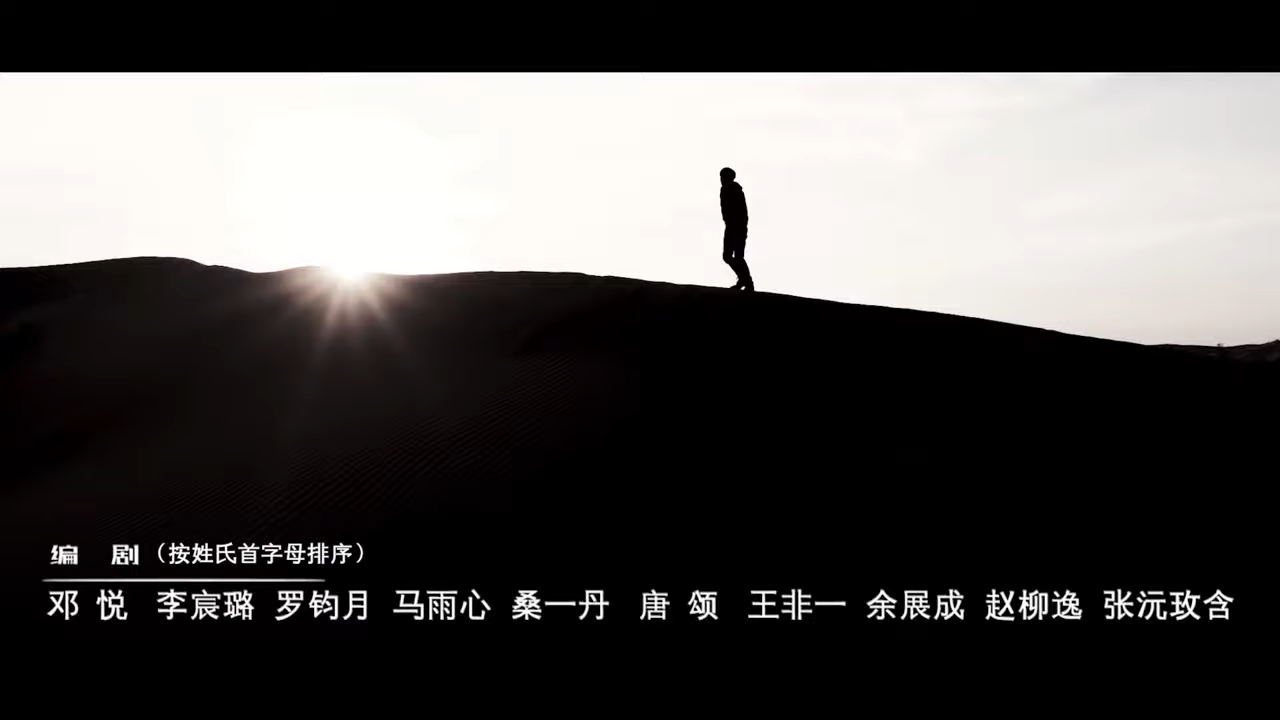 编 剧（按姓氏首字母排序）
邓 悦 李宸璐 罗钧月 马雨心 桑一丹 唐 颂 王非一 余展成 赵柳逸 张沅玫含